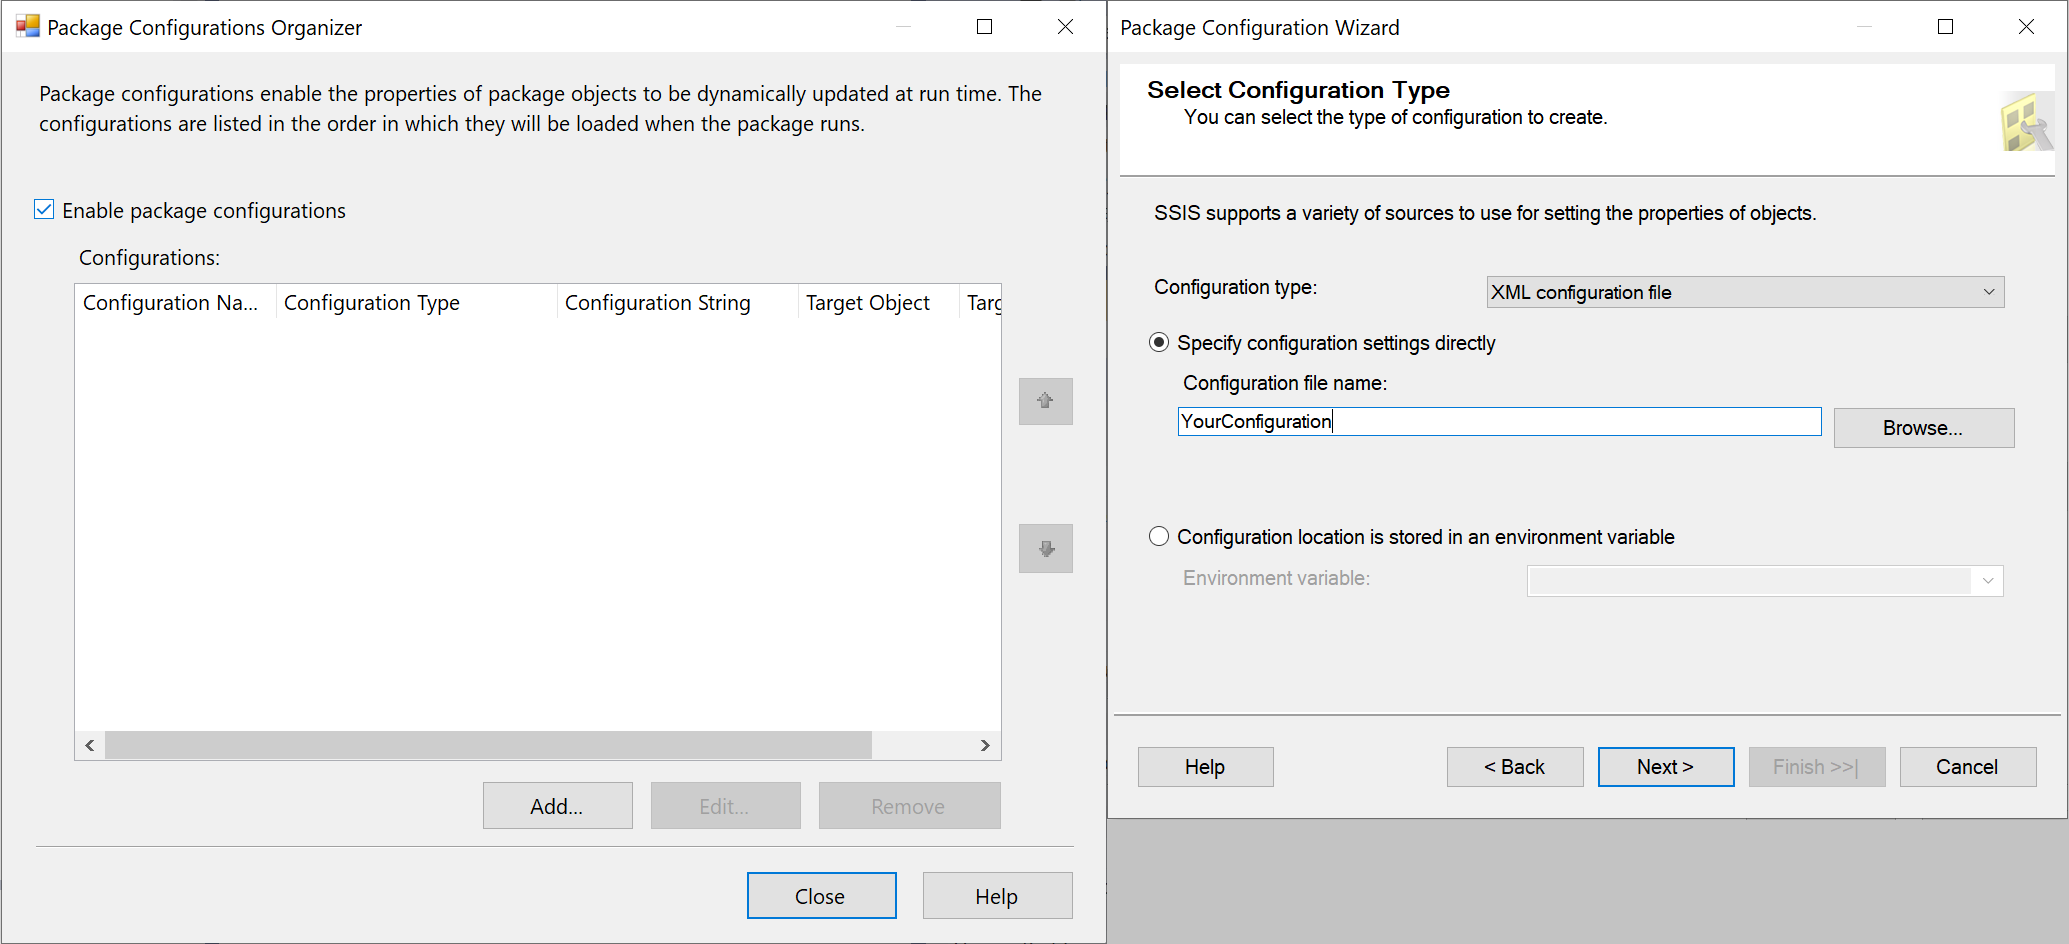 Package Configurations Organizer
Package configurations enable the properties of package objects to be dynamically updated at run time. The
configurations are listed in the order in which they will be loaded when the package runs.
Enable package configurations
Configurations:
Configuration Na... Configuration Type Configuration String Target Object Targ
Add... Edit... Remove
Close Help
Package Configuration Wizard
Select Configuration Type
You can select the type of configuration to create.
SSIS supports a variety of sources to use for setting the properties of objects.
Configuration type: XML configuration file
Specify configuration settings directly
Configuration file name:
YourConfiguration Browse...
Configuration location is stored in an environment variable
Environment variable:
Help < Back Next > Finish >>| Cancel